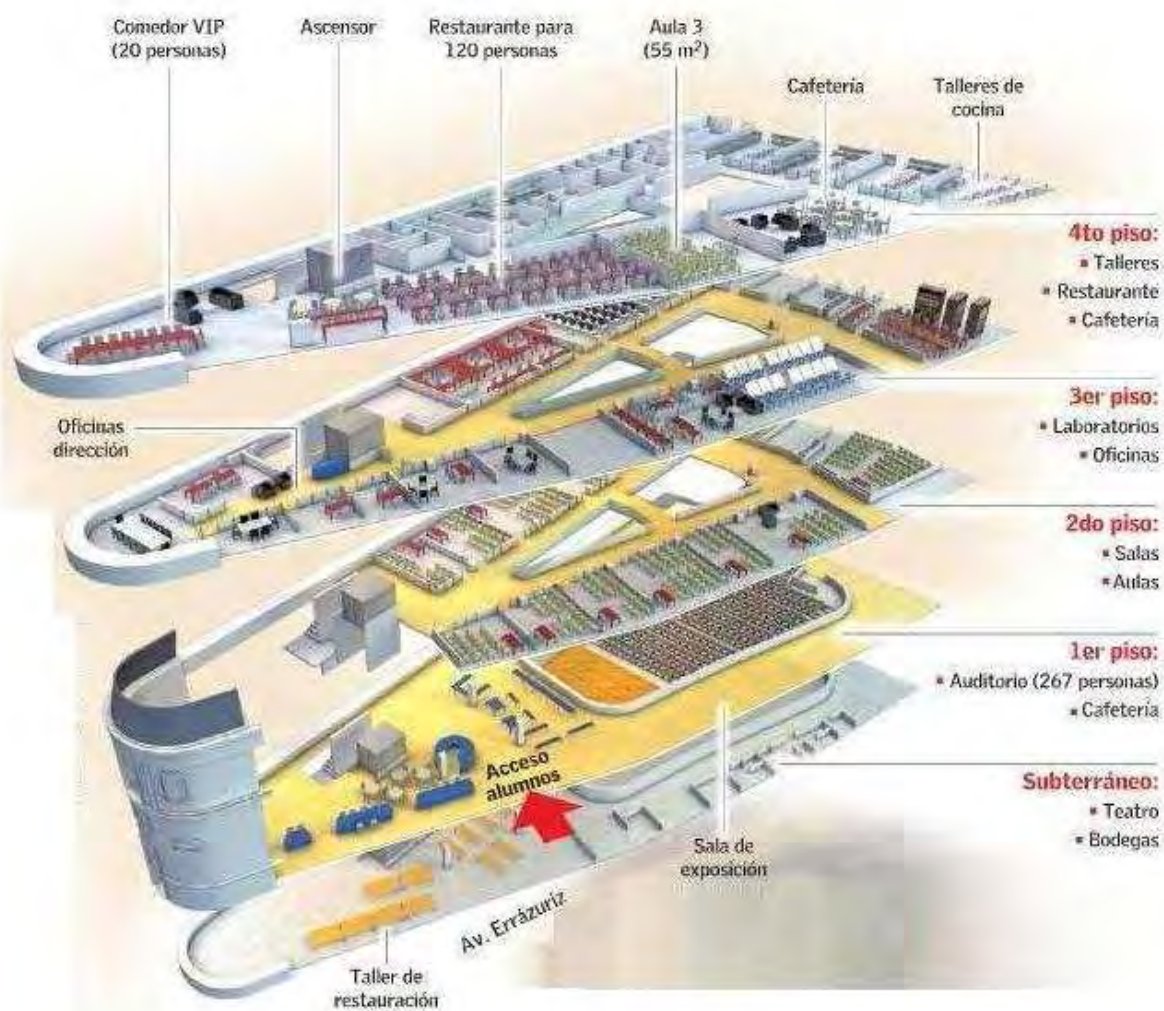 Comedor VIP
(20 personas)
Ascensor
Restaurante para
120 personas
Aula 3
(55 m²)
Cafetería
Talleres de
cocina
4to piso:
▪ Talleres
▪ Restaurante
▪ Cafetería
Oficinas
dirección
3er piso:
▪ Laboratorios
▪ Oficinas
2do piso:
▪ Salas
▪ Aulas
1er piso:
▪ Auditorio (267 personas)
▪ Cafetería
Acceso
alumnos
Subterráneo:
▪ Teatro
▪ Bodegas
Sala de
exposición
Av. Errázuriz
Taller de
restauración